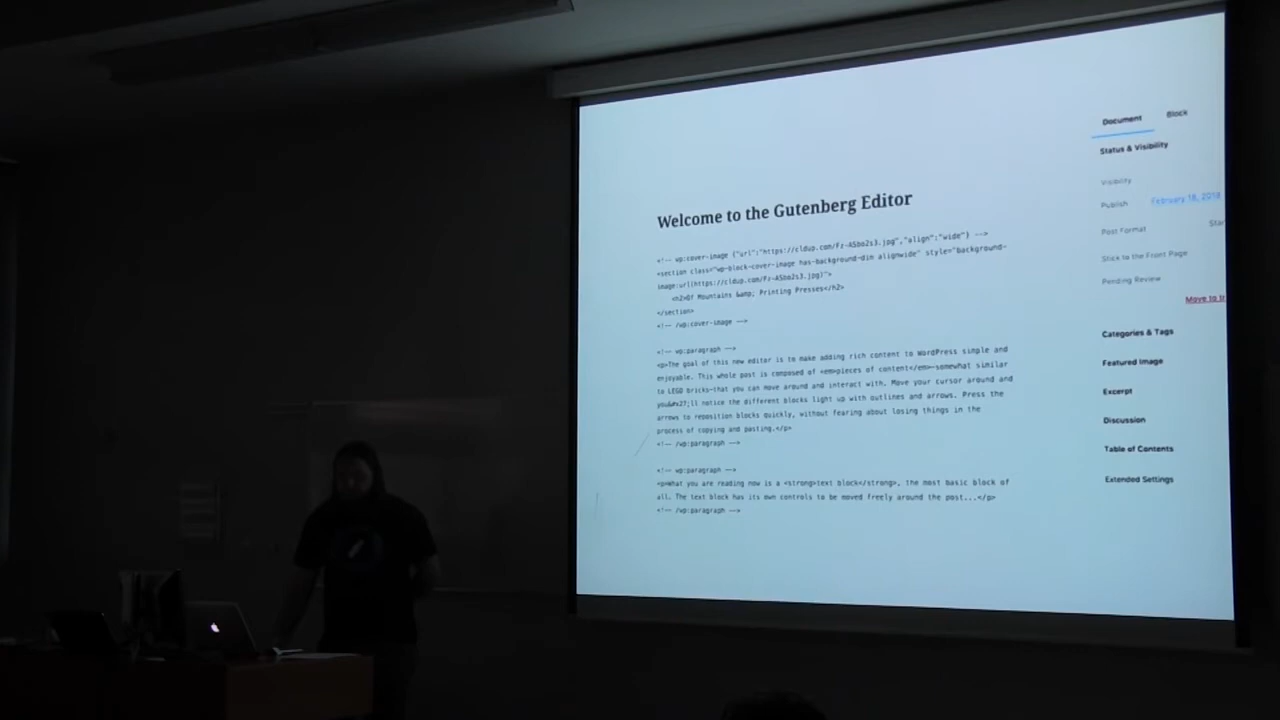 Welcome to the Gutenberg Editor
<!-- wp:cover-image {"url":"https://cldup.com/Fz-ASbo2s3.jpg","align":"wide"} -->
<section class="wp-block-cover-image has-background-dim alignwide" style="background-
image:url(https://cldup.com/Fz-ASbo2s3.jpg)">
<h2>Of Mountains &amp; Printing Presses</h2>
</section>
<!-- /wp:cover-image -->
<!-- wp:paragraph -->
<p>The goal of this new editor is to make adding rich content to WordPress simple and
enjoyable. This whole post is composed of <em>pieces of content</em>—somewhat similar
to LEGO bricks—that you can move around and interact with. Move your cursor around and
you&#x27;ll notice the different blocks light up with outlines and arrows. Press the
arrows to reposition blocks quickly, without fearing about losing things in the
process of copying and pasting.</p>
<!-- /wp:paragraph -->
<!-- wp:paragraph -->
<p>What you are reading now is a <strong>text block</strong>, the most basic block of
all. The text block has its own controls to be moved freely around the post...</p>
<!-- /wp:paragraph -->
Document Block
Status & Visibility
Visibility
Publish February 18, 2018
Post Format Stan
Stick to the Front Page
Pending Review
Move to tr
Categories & Tags
Featured Image
Excerpt
Discussion
Table of Contents
Extended Settings